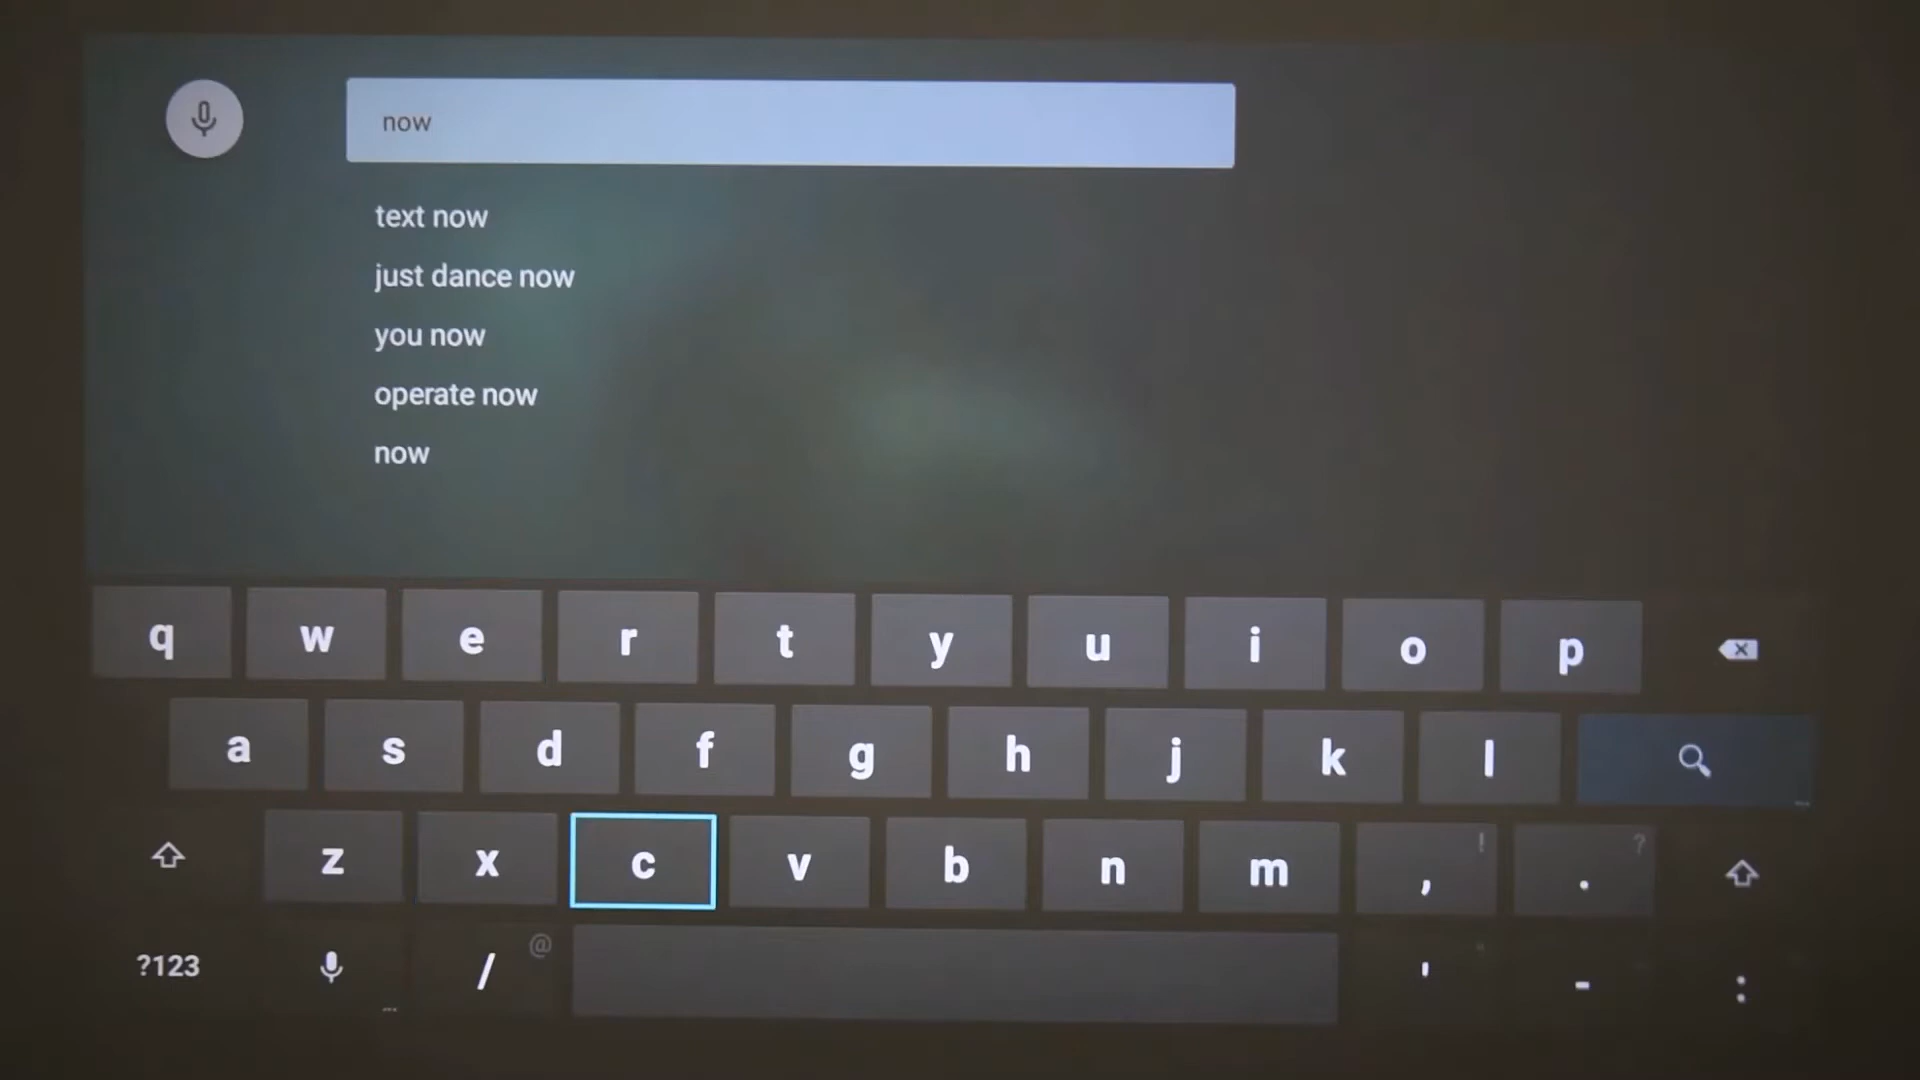 now
text now
just dance now
you now
operate now
now
q w e r t y u i o p
a s d f g h j k l
z x c v b n m , ! . ?
?123 / @ ' - :